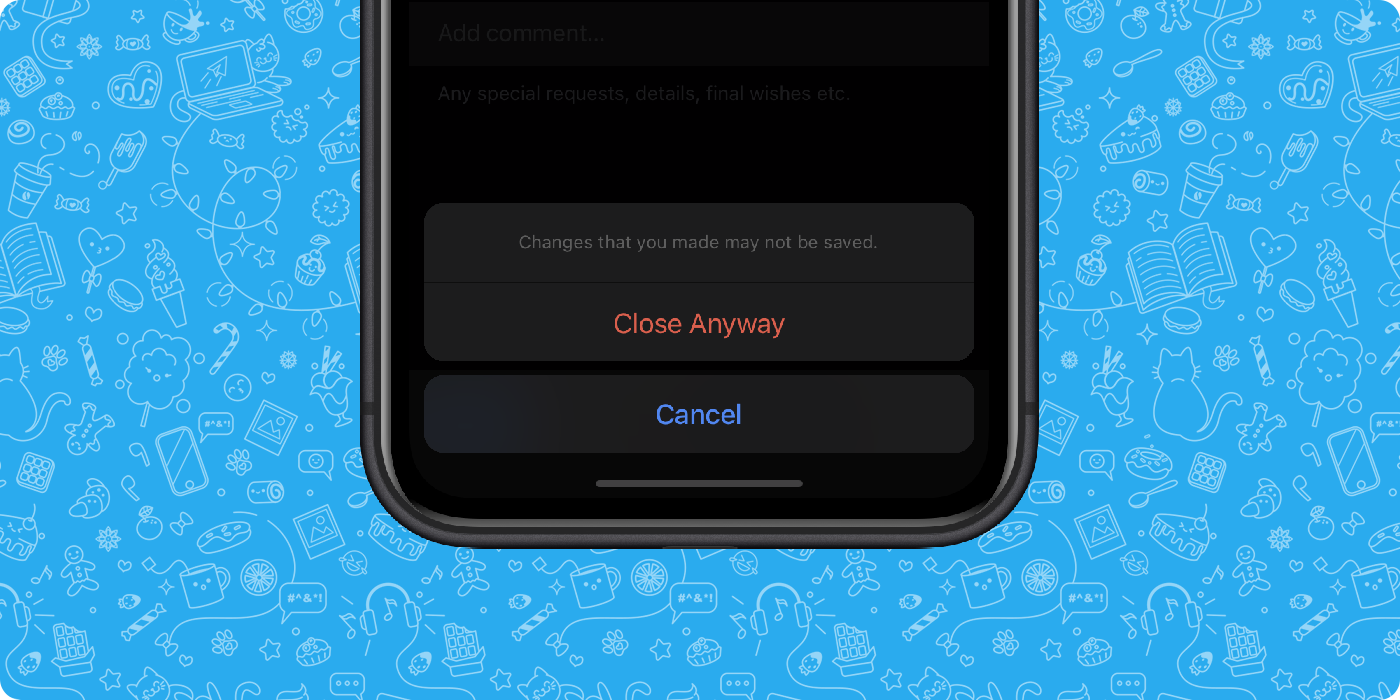 Add comment...
Any special requests, details, final wishes etc.
Changes that you made may not be saved.
Close Anyway
Cancel
#^&*!
#^&*!
#^&*!
#^&*!
#^&*!
#^&*!